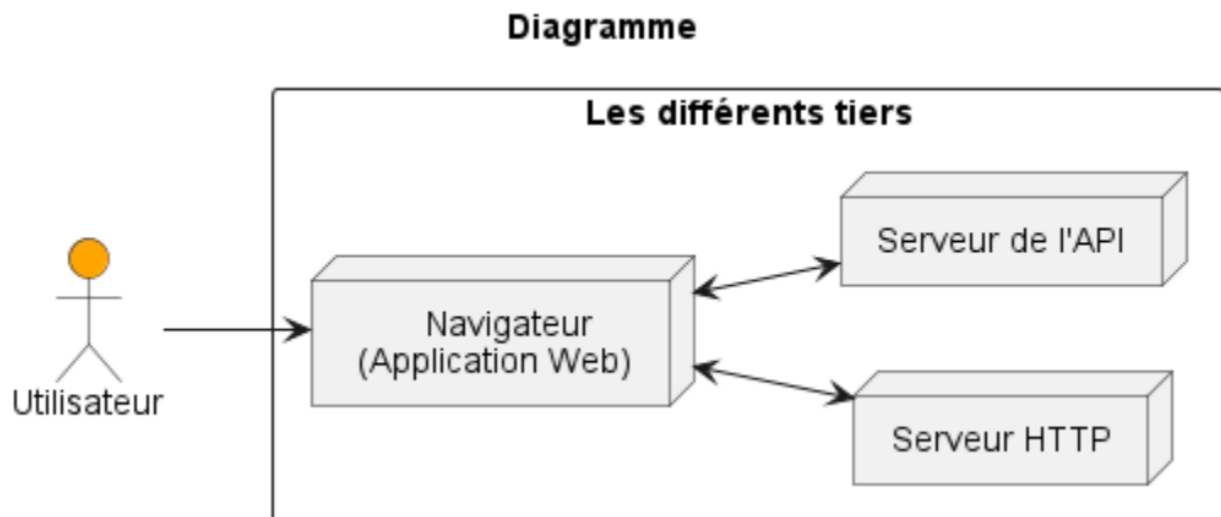 Diagramme
Les différents tiers
Serveur de l'API
Navigateur
(Application Web)
Utilisateur
Serveur HTTP